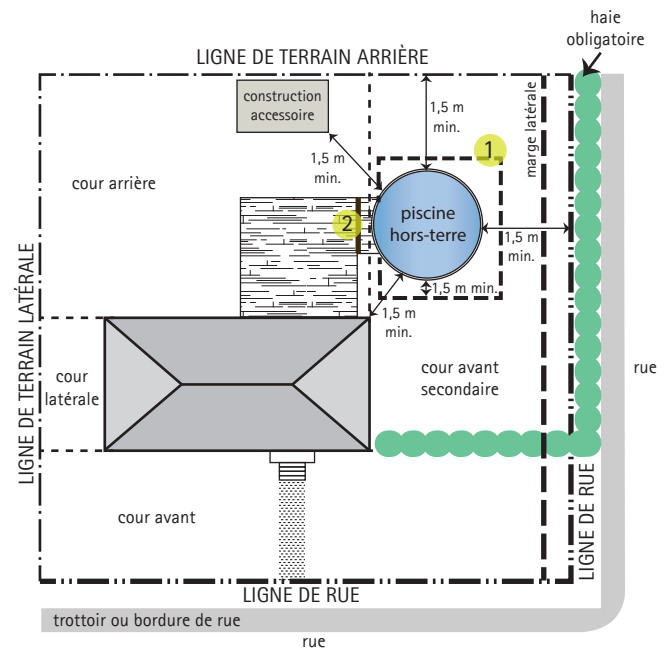 haie
obligatoire
LIGNE DE TERRAIN ARRIÈRE
construction
accessoire
1,5 m
min.
marge latérale
1
1,5 m
min.
cour arrière
piscine
hors-terre
2
1,5 m
min.
1,5 m min.
1,5 m
min.
LIGNE DE TERRAIN LATÉRALE
cour
latérale
cour avant
secondaire
rue
cour avant
LIGNE DE RUE
LIGNE DE RUE
trottoir ou bordure de rue
rue